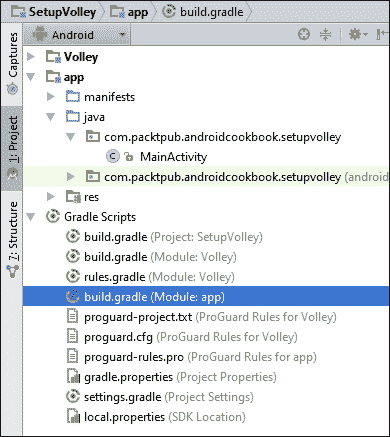 SetupVolley app build.gradle
Android
Captures
1: Project
7: Structure
Volley
app
manifests
java
com.packtpub.androidcookbook.setupvolley
C MainActivity
com.packtpub.androidcookbook.setupvolley (android
res
Gradle Scripts
build.gradle (Project: SetupVolley)
build.gradle (Module: Volley)
rules.gradle (Module: Volley)
build.gradle (Module: app)
proguard-project.txt (ProGuard Rules for Volley)
proguard.cfg (ProGuard Rules for Volley)
proguard-rules.pro (ProGuard Rules for app)
gradle.properties (Project Properties)
settings.gradle (Project Settings)
local.properties (SDK Location)